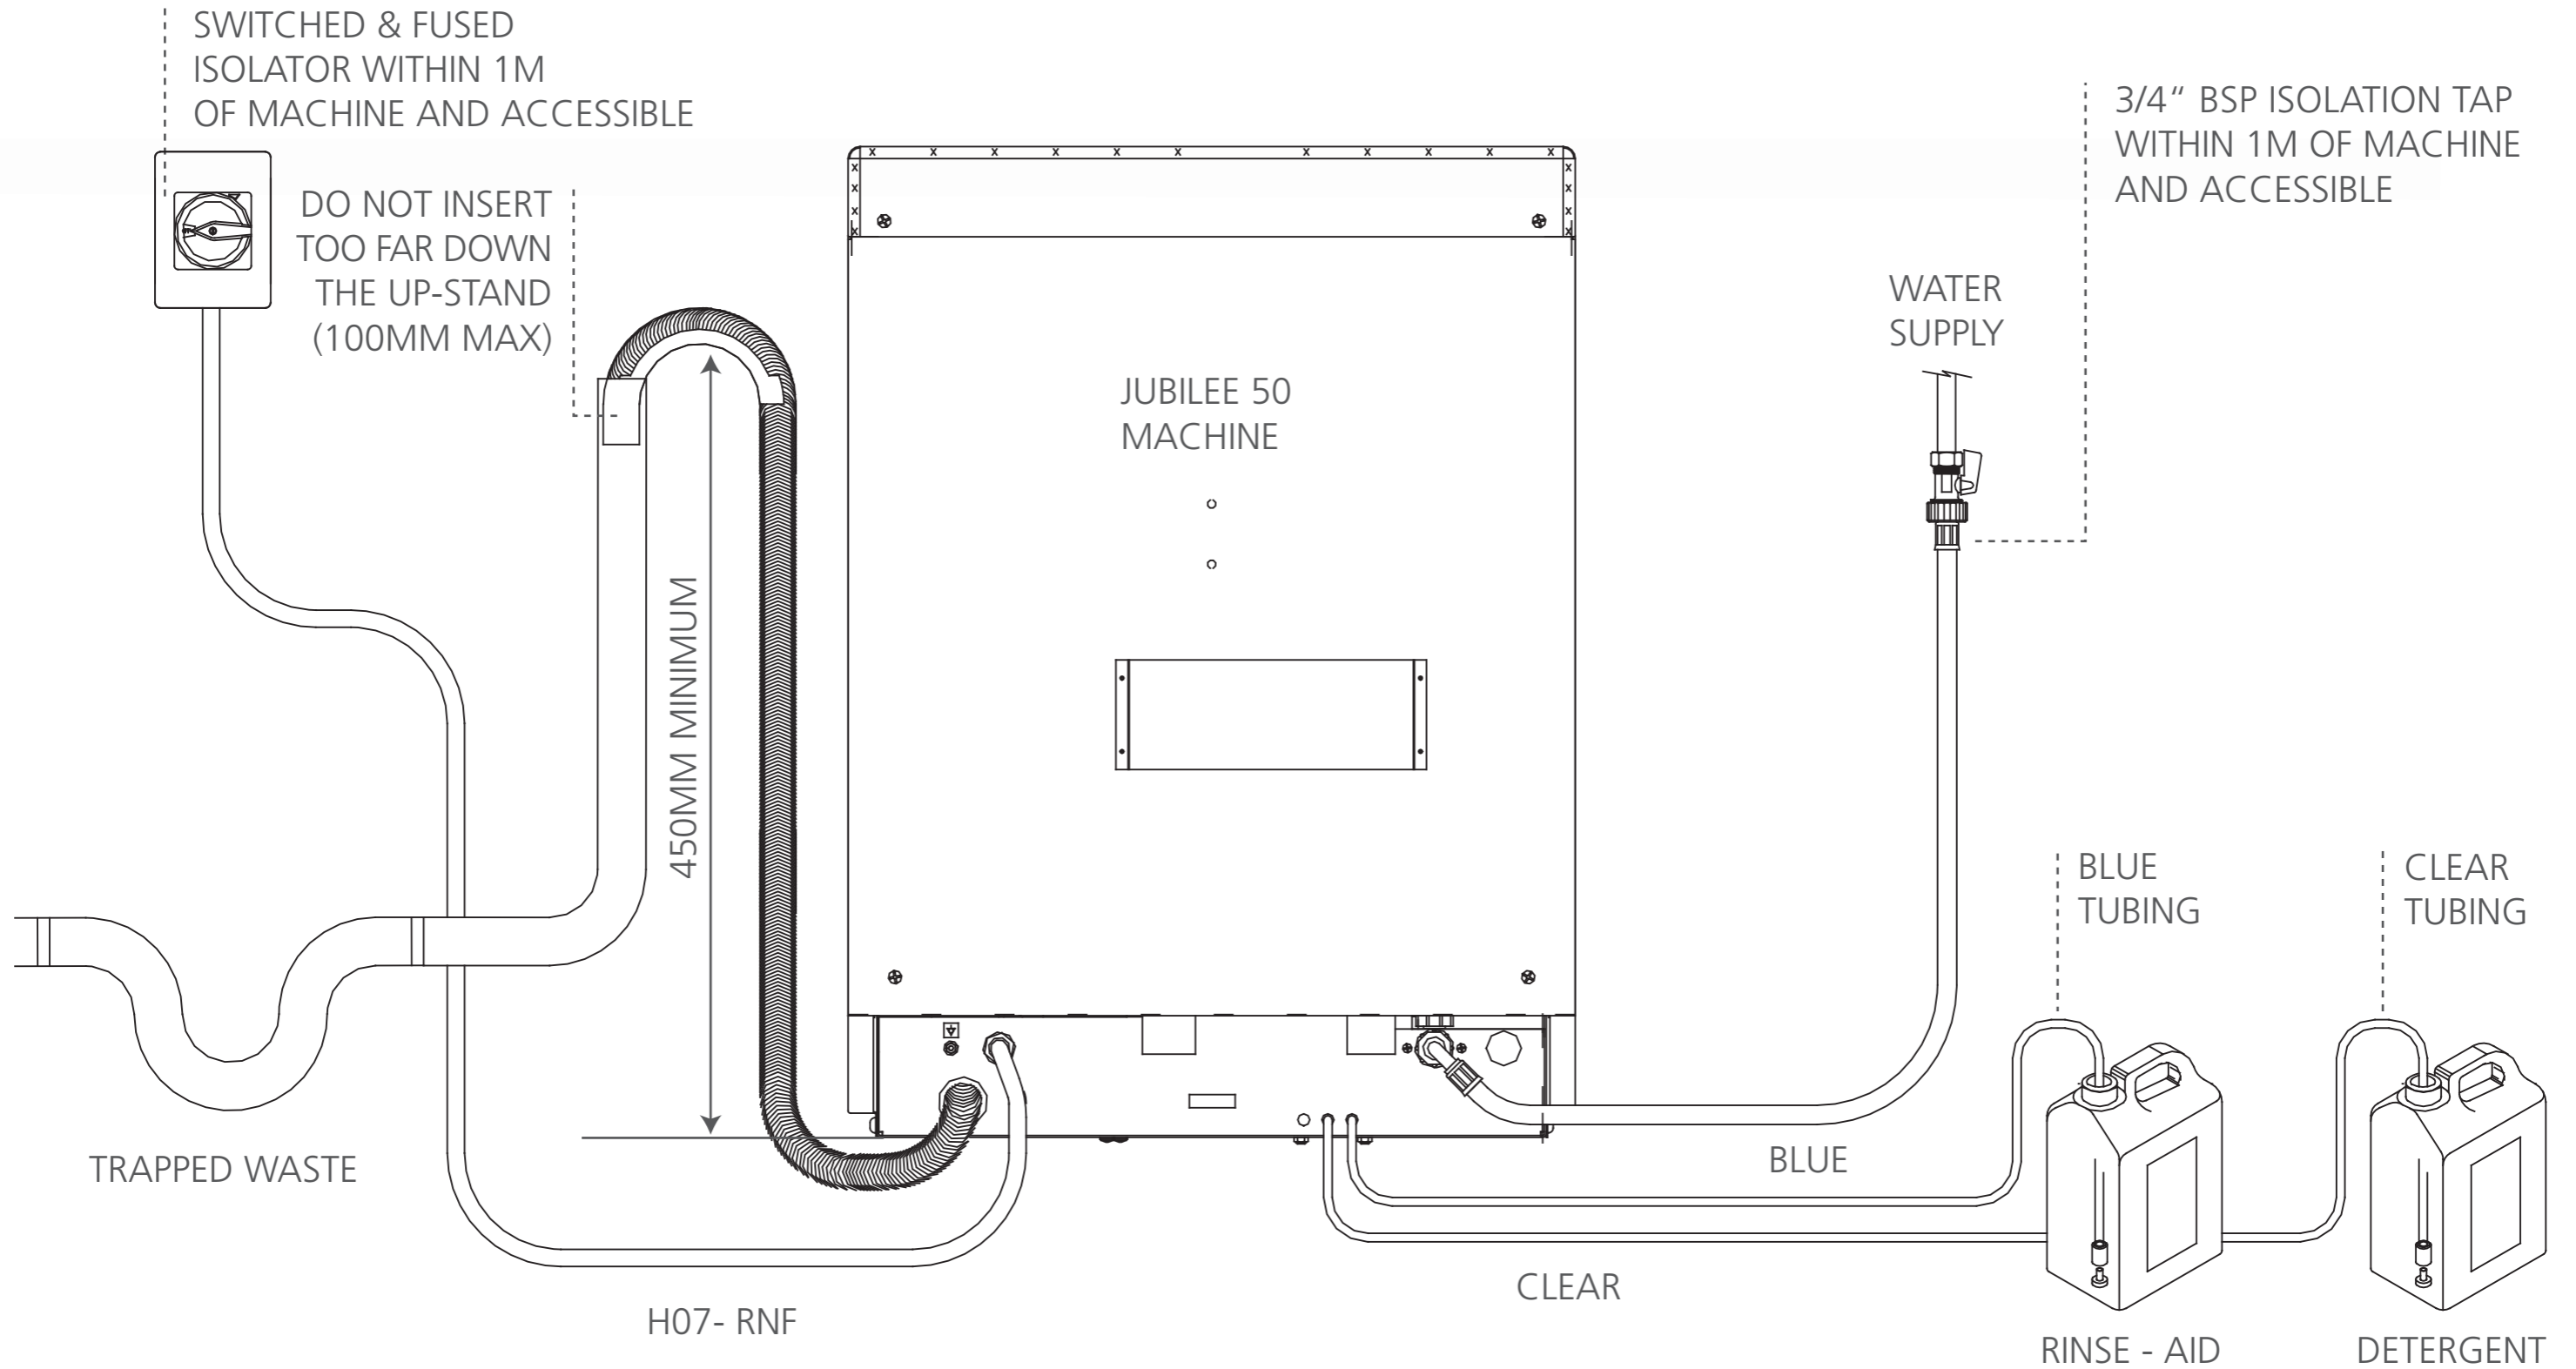 SWITCHED & FUSED
ISOLATOR WITHIN 1M
OF MACHINE AND ACCESSIBLE
DO NOT INSERT
TOO FAR DOWN
THE UP-STAND
(100MM MAX)
3/4“ BSP ISOLATION TAP
WITHIN 1M OF MACHINE
AND ACCESSIBLE
WATER
SUPPLY
JUBILEE 50
MACHINE
450MM MINIMUM
BLUE
TUBING
CLEAR
TUBING
TRAPPED WASTE
BLUE
CLEAR
H07- RNF
RINSE - AID
DETERGENT